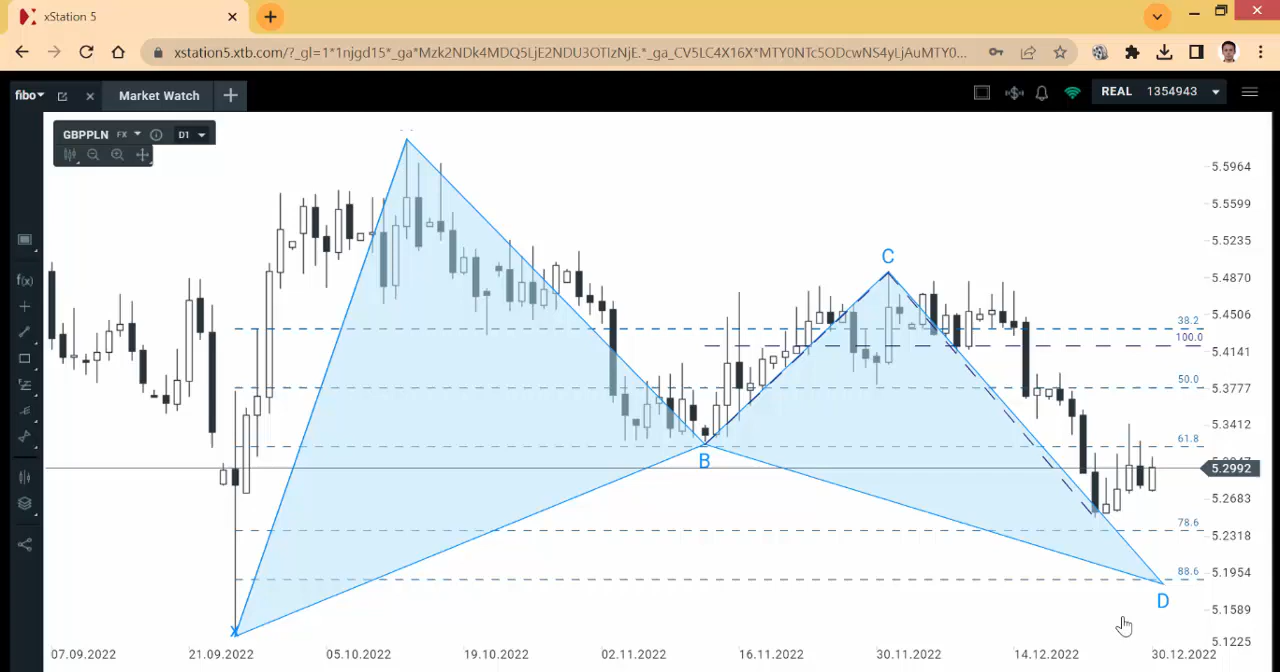 xStation 5
xstation5.xtb.com/?_gl=1*1njgd15*_ga*Mzk2NDk4MDQ5LjE2NDU3OTIzNjE.*_ga_CV5LC4X16X*MTY0NTc5ODcwNS4yLjAuMTY0...
fibo
Market Watch
REAL 1354943
GBPPLN FX D1
f(x)
C
B
X
D
38.2
100.0
50.0
61.8
78.6
88.6
5.5964
5.5599
5.5235
5.4870
5.4506
5.4141
5.3777
5.3412
5.2992
5.2683
5.2318
5.1954
5.1589
5.1225
07.09.2022 21.09.2022 05.10.2022 19.10.2022 02.11.2022 16.11.2022 30.11.2022 14.12.2022 30.12.2022